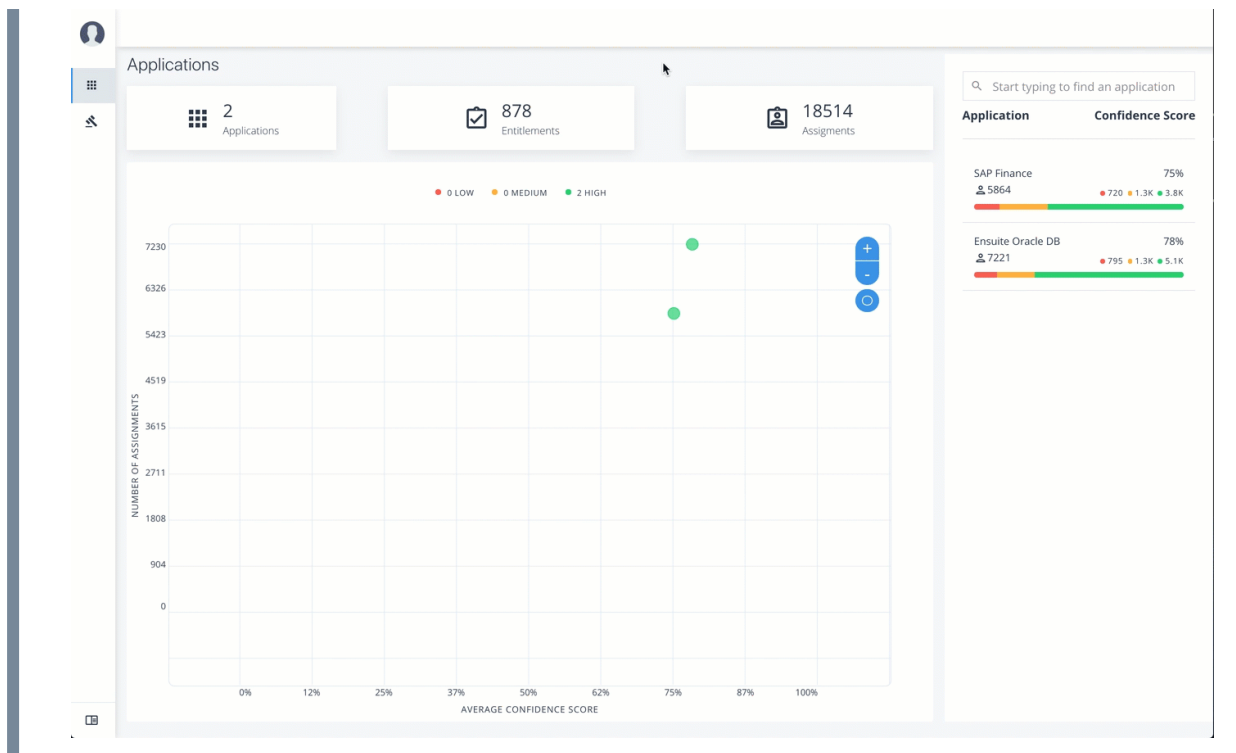 Applications
2
Applications
878
Entitlements
18514
Assigments
0 LOW 0 MEDIUM 2 HIGH
7230
6326
5423
4519
3615
2711
1808
904
0
NUMBER OF ASSIGNMENTS
0% 12% 25% 37% 50% 62% 75% 87% 100%
AVERAGE CONFIDENCE SCORE
+
-
Start typing to find an application
Application Confidence Score
SAP Finance 75%
5864 720 1.3K 3.8K
Ensuite Oracle DB 78%
7221 795 1.3K 5.1K